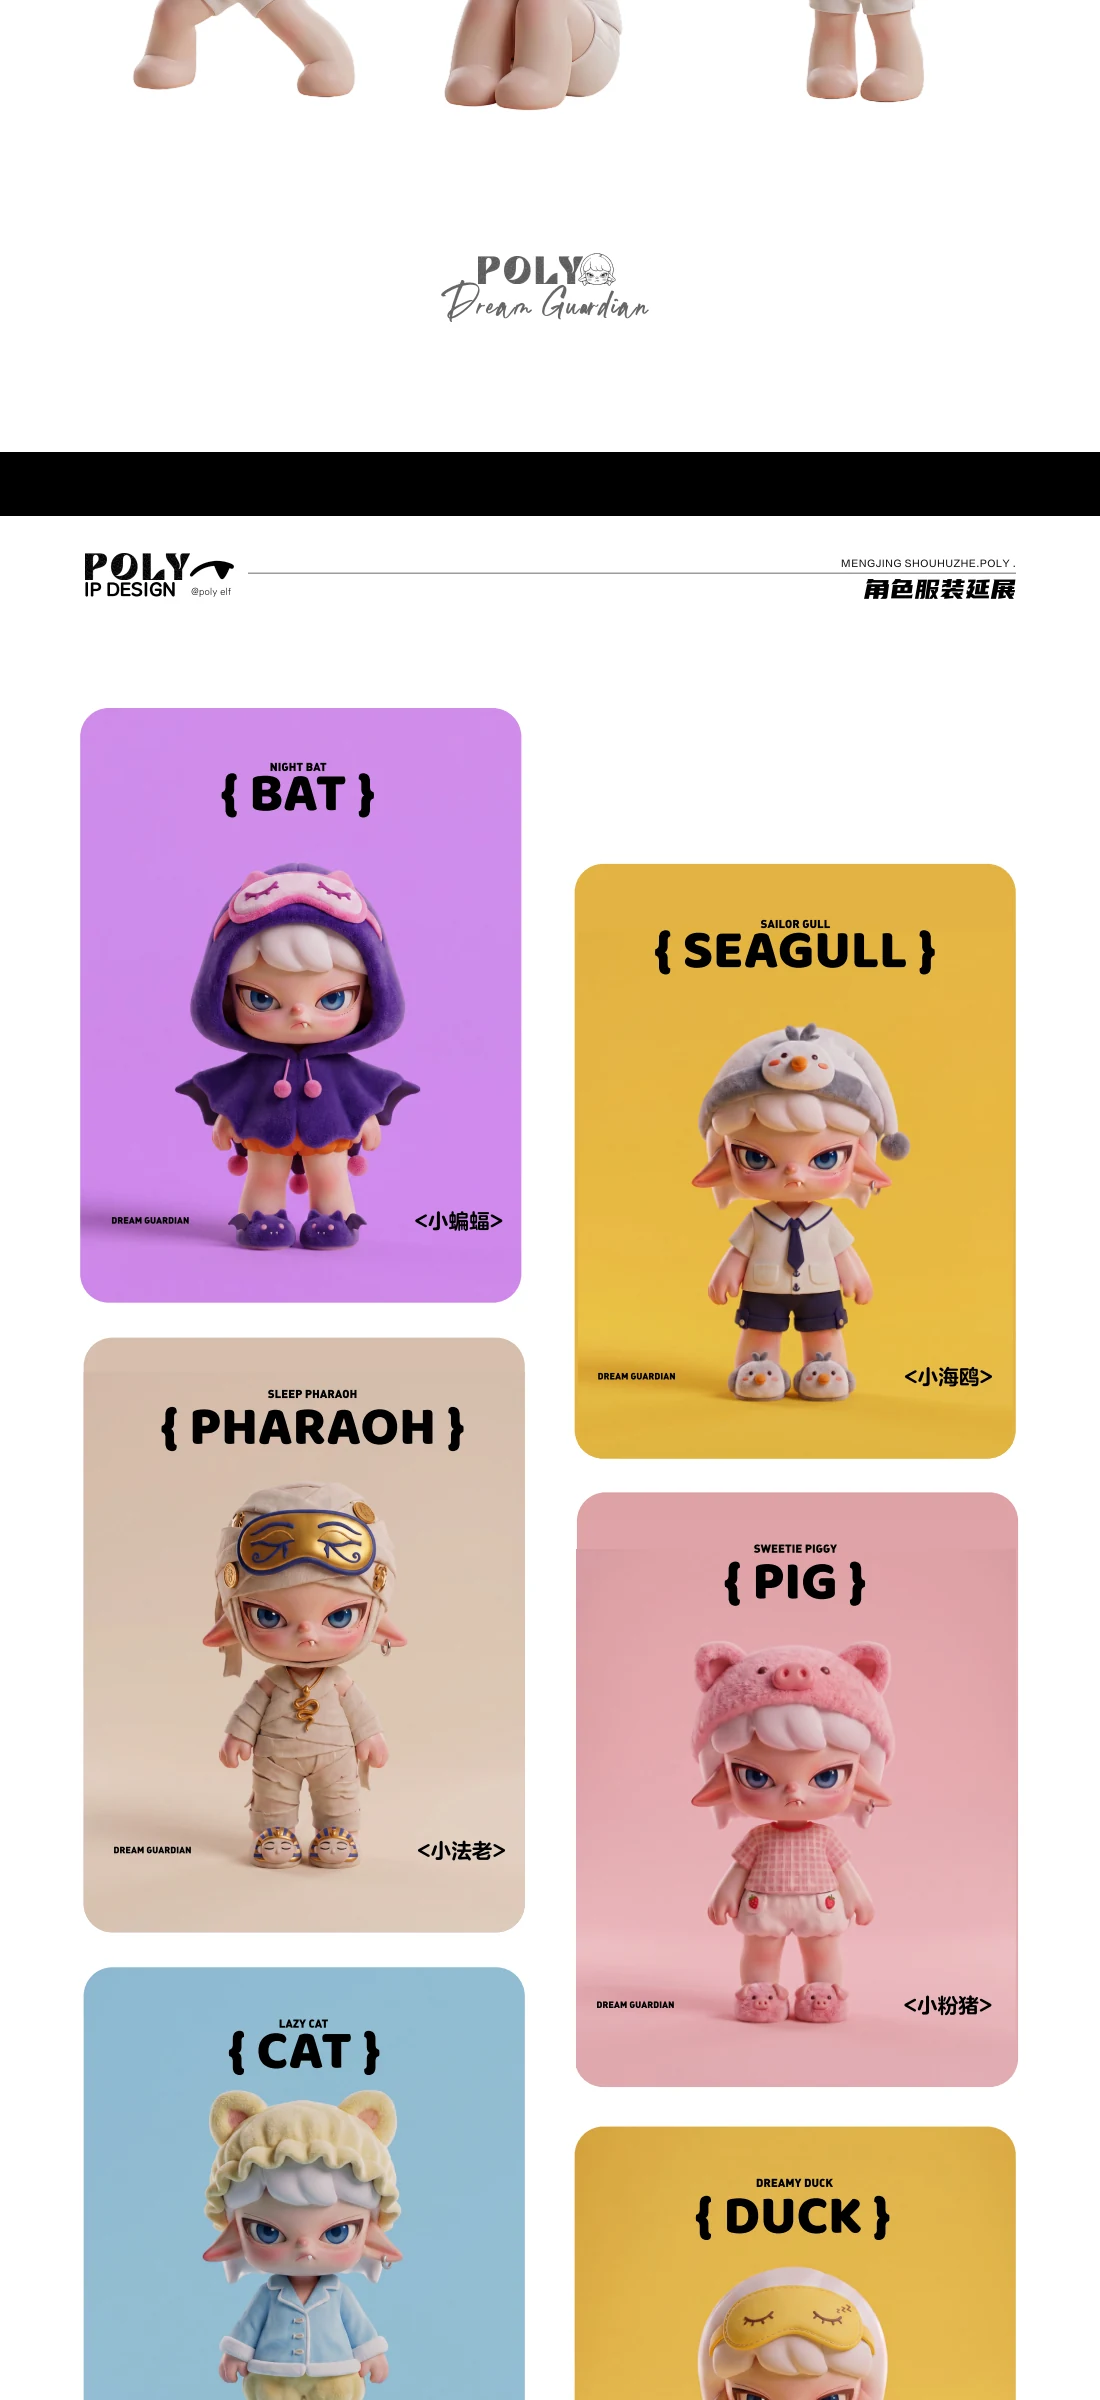 POLY
Dream Guardian
POLY
IP DESIGN @poly elf
MENGJING SHOUHUZHE.POLY .
角色服装延展
NIGHT BAT
{ BAT }
DREAM GUARDIAN
<小蝙蝠>
SAILOR GULL
{ SEAGULL }
DREAM GUARDIAN
<小海鸥>
SLEEP PHARAOH
{ PHARAOH }
DREAM GUARDIAN
<小法老>
SWEETIE PIGGY
{ PIG }
DREAM GUARDIAN
<小粉猪>
LAZY CAT
{ CAT }
DREAMY DUCK
{ DUCK }
zzz